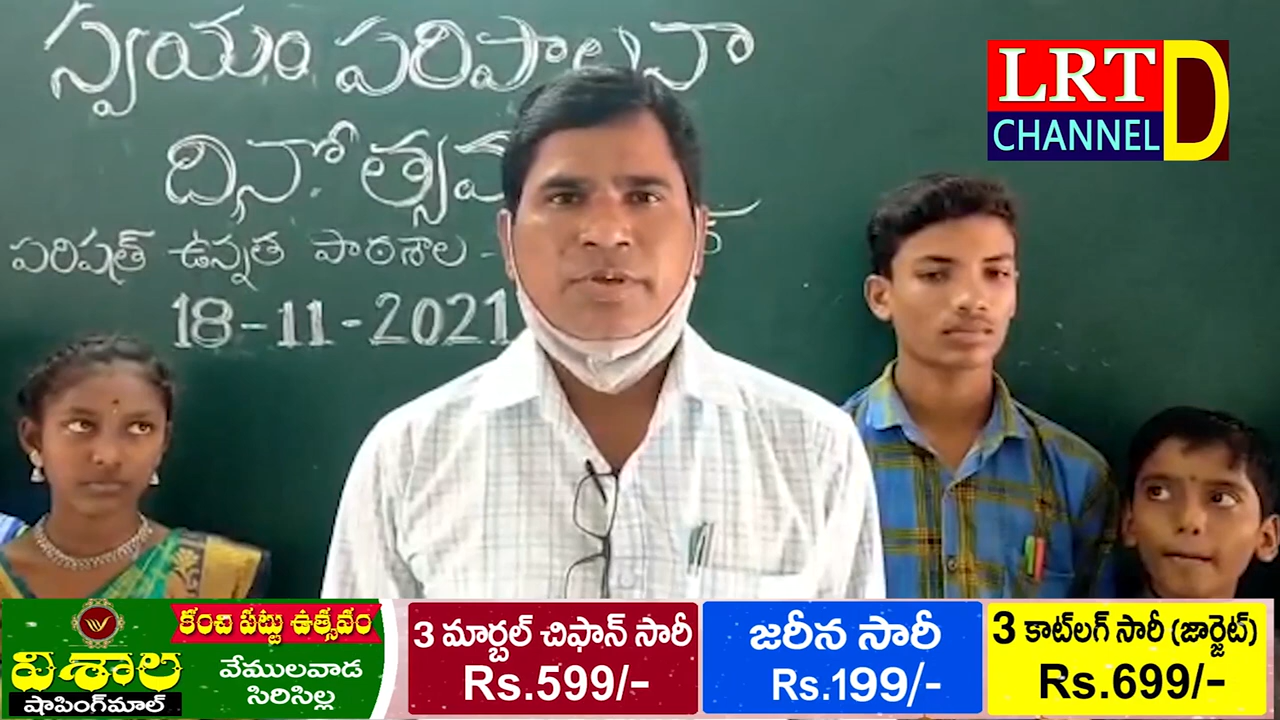 స్వయం పరిపాలనా
దినోత్సవ
పరిషత్ ఉన్నత పాఠశాల -
18-11-2021
LRT D
CHANNEL
విశాల
షాపింగ్‌మాల్
కంచి పట్టు ఉత్సవం
వేములవాడ
సిరిసిల్ల
3 మార్బల్ చిఫాన్ సారీ
Rs.599/-
జరీన సారీ
Rs.199/-
3 కాట్‌లగ్ సారీ (జార్జెట్)
Rs.699/-